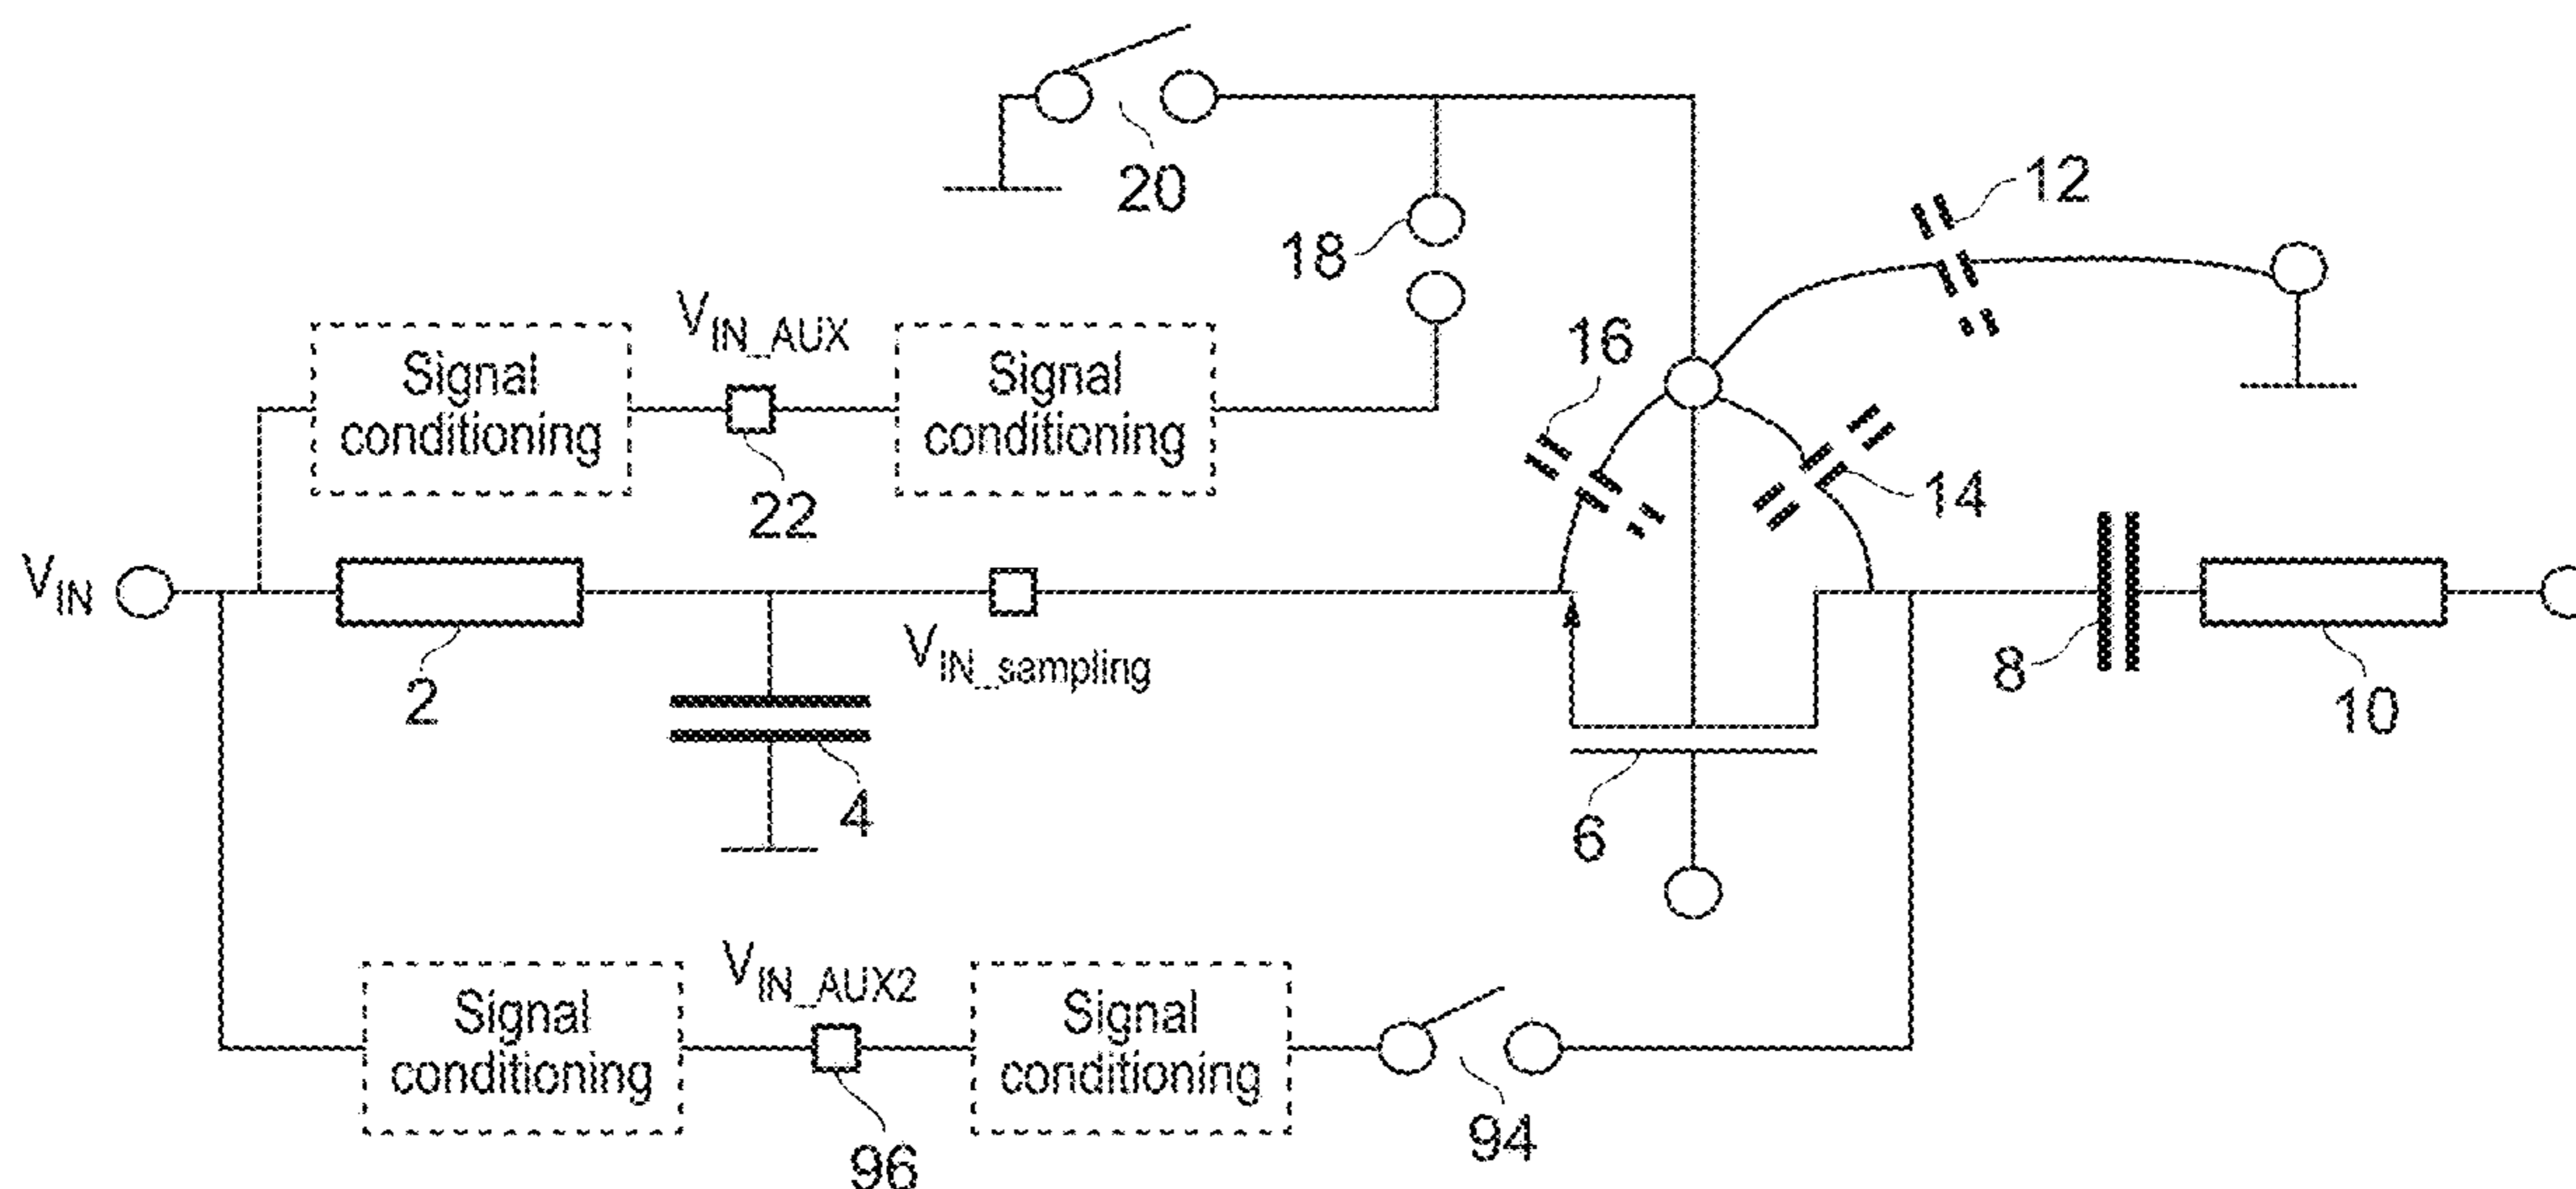 20
12
18
V_IN_AUX
16
Signal
conditioning
Signal
conditioning
22
14
V_IN
2
V_IN_sampling
8
10
4
6
V_IN_AUX2
Signal
conditioning
Signal
conditioning
96
94